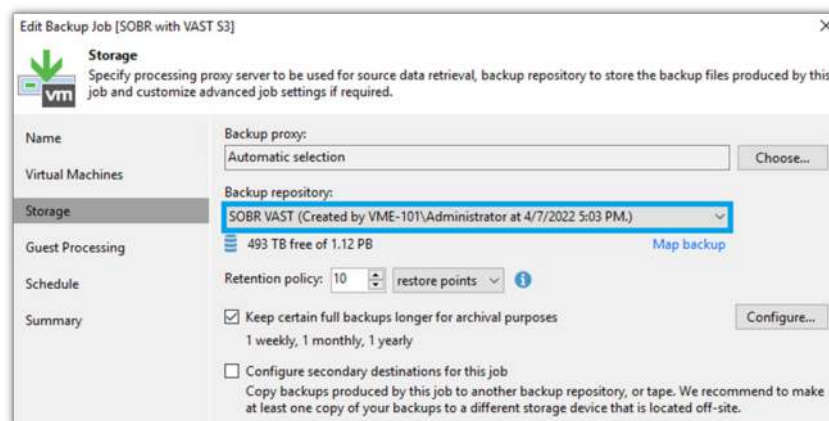 Edit Backup Job [SOBR with VAST S3]
Storage
Specify processing proxy server to be used for source data retrieval, backup repository to store the backup files produced by this
job and customize advanced job settings if required.
vm
Name
Virtual Machines
Storage
Guest Processing
Schedule
Summary
Backup proxy:
Automatic selection
Choose...
Backup repository:
SOBR VAST (Created by VME-101\Administrator at 4/7/2022 5:03 PM.)
493 TB free of 1.12 PB
Map backup
Retention policy: 10 restore points
Keep certain full backups longer for archival purposes
Configure...
1 weekly, 1 monthly, 1 yearly
Configure secondary destinations for this job
Copy backups produced by this job to another backup repository, or tape. We recommend to make
at least one copy of your backups to a different storage device that is located off-site.